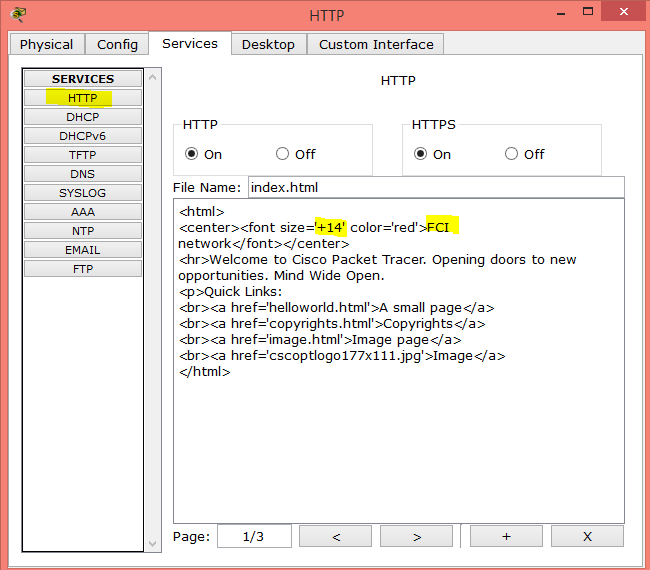 HTTP
Physical Config Services Desktop Custom Interface
SERVICES
HTTP
DHCP
DHCPv6
TFTP
DNS
SYSLOG
AAA
NTP
EMAIL
FTP
HTTP
HTTP
On Off
HTTPS
On Off
File Name: index.html
<html>
<center><font size='+14' color='red'>FCI
network</font></center>
<hr>Welcome to Cisco Packet Tracer. Opening doors to new
opportunities. Mind Wide Open.
<p>Quick Links:
<br><a href='helloworld.html'>A small page</a>
<br><a href='copyrights.html'>Copyrights</a>
<br><a href='image.html'>Image page</a>
<br><a href='cscoptlogo177x111.jpg'>Image</a>
</html>
Page: 1/3 < > + X